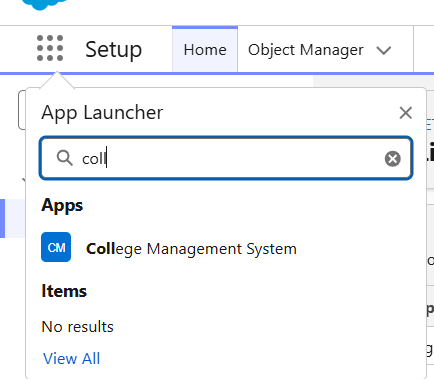 Setup
Home
Object Manager
App Launcher
coll
Apps
CM
College Management System
Items
No results
View All